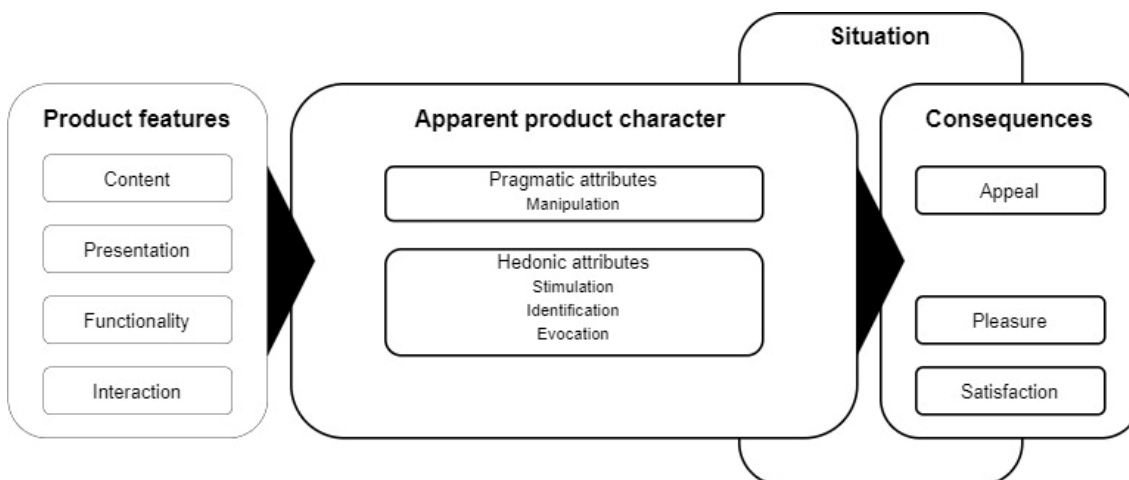 Situation
Product features
Content
Presentation
Functionality
Interaction
Apparent product character
Pragmatic attributes
Manipulation
Hedonic attributes
Stimulation
Identification
Evocation
Consequences
Appeal
Pleasure
Satisfaction